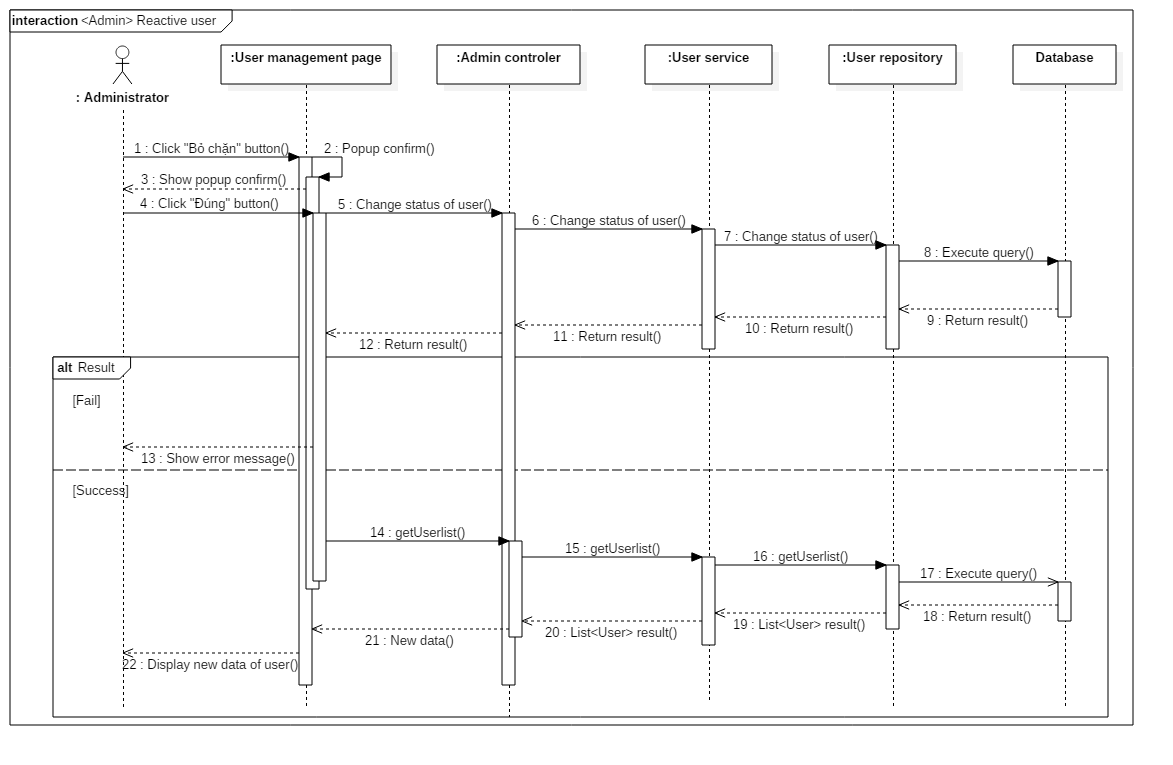 interaction <Admin> Reactive user
: Administrator
:User management page
:Admin controler
:User service
:User repository
Database
1 : Click "Bỏ chặn" button()
2 : Popup confirm()
3 : Show popup confirm()
4 : Click "Đúng" button()
5 : Change status of user()
6 : Change status of user()
7 : Change status of user()
8 : Execute query()
9 : Return result()
10 : Return result()
11 : Return result()
12 : Return result()
alt Result
[Fail]
13 : Show error message()
[Success]
14 : getUserlist()
15 : getUserlist()
16 : getUserlist()
17 : Execute query()
18 : Return result()
19 : List<User> result()
20 : List<User> result()
21 : New data()
22 : Display new data of user()